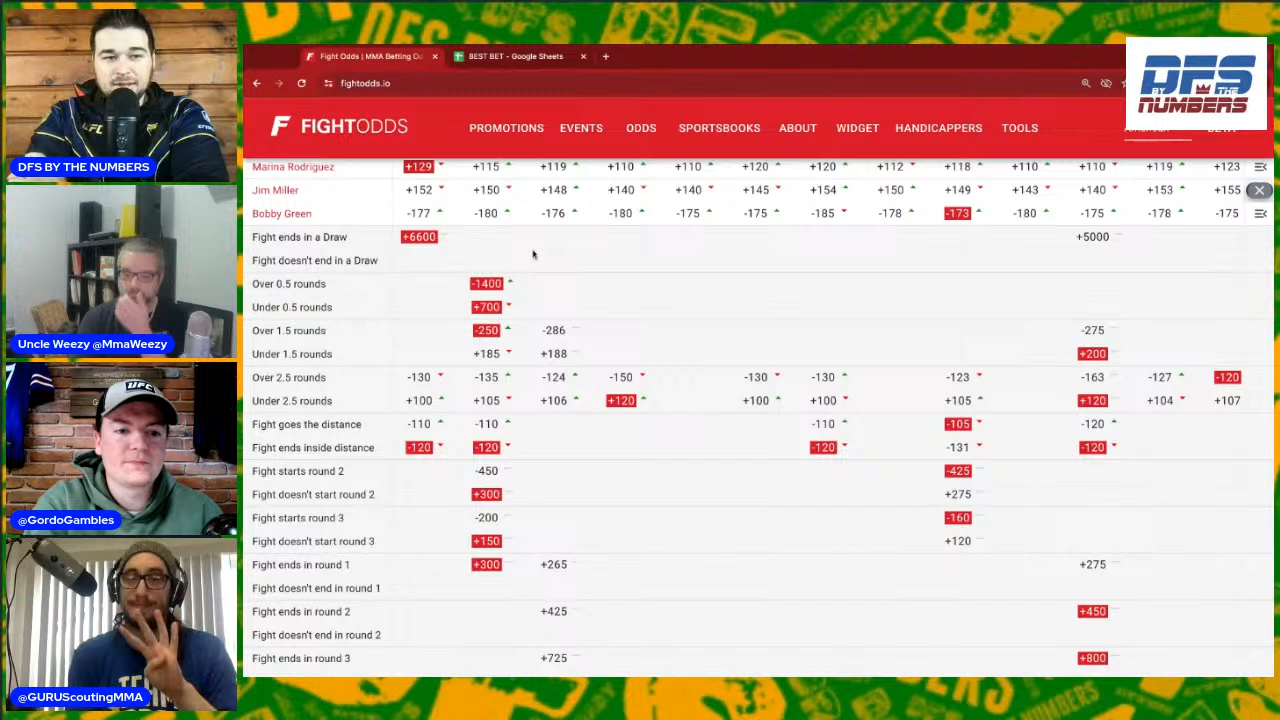 Fight Odds | MMA Betting Od
BEST BET - Google Sheets
fightodds.io
DFS
BY THE
NUMBERS
FIGHTODDS
PROMOTIONS EVENTS ODDS SPORTSBOOKS ABOUT WIDGET HANDICAPPERS TOOLS
Marina Rodriguez +129 +115 +119 +110 +110 +120 +120 +112 +118 +110 +110 +119 +123
Jim Miller +152 +150 +148 +140 +140 +145 +154 +150 +149 +143 +140 +153 +155
Bobby Green -177 -180 -176 -180 -175 -175 -185 -178 -173 -180 -175 -178 -175
Fight ends in a Draw +6600 +5000
Fight doesn't end in a Draw
Over 0.5 rounds -1400
Under 0.5 rounds +700
Over 1.5 rounds -250 -286 -275
Under 1.5 rounds +185 +188 +200
Over 2.5 rounds -130 -135 -124 -150 -130 -130 -123 -163 -127 -120
Under 2.5 rounds +100 +105 +106 +120 +100 +100 +105 +120 +104 +107
Fight goes the distance -110 -110 -110 -105 -120
Fight ends inside distance -120 -120 -120 -131 -120
Fight starts round 2 -450 -425
Fight doesn't start round 2 +300 +275
Fight starts round 3 -200 -160
Fight doesn't start round 3 +150 +120
Fight ends in round 1 +300 +265 +275
Fight doesn't end in round 1
Fight ends in round 2 +425 +450
Fight doesn't end in round 2
Fight ends in round 3 +725 +800
UFC
DFS BY THE NUMBERS
Uncle Weezy @MmaWeezy
UFC
@GordoGambles
@GURUScoutingMMA